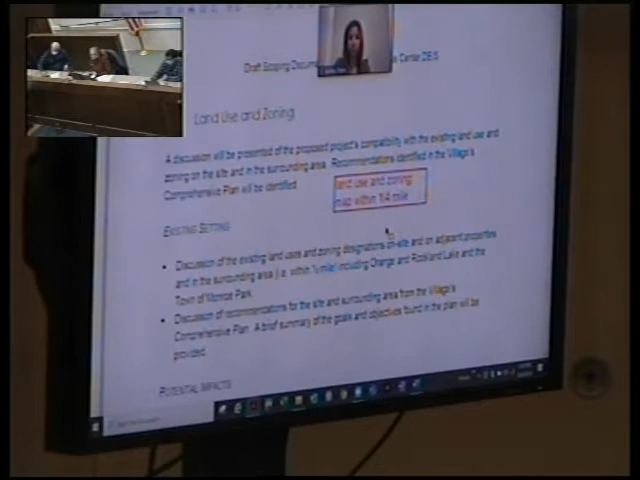 Draft Scoping Docum Center DEIS
Land Use and Zoning
A discussion will be presented of the proposed project's compatibility with the existing land use and
zoning on the site and in the surrounding area. Recommendations identified in the Village's
Comprehensive Plan will be identified.
land use and zoning
map within 1/4 mile
EXISTING SETTING
• Discussion of the existing land uses and zoning designations on-site and on adjacent properties
and in the surrounding area (i.e. within ½ mile) including Orange and Rockland Lake and the
Town of Monroe Park.
• Discussion of recommendations for the site and surrounding area from the Village's
Comprehensive Plan. A brief summary of the goals and objectives found in the plan will be
provided.
POTENTIAL IMPACTS